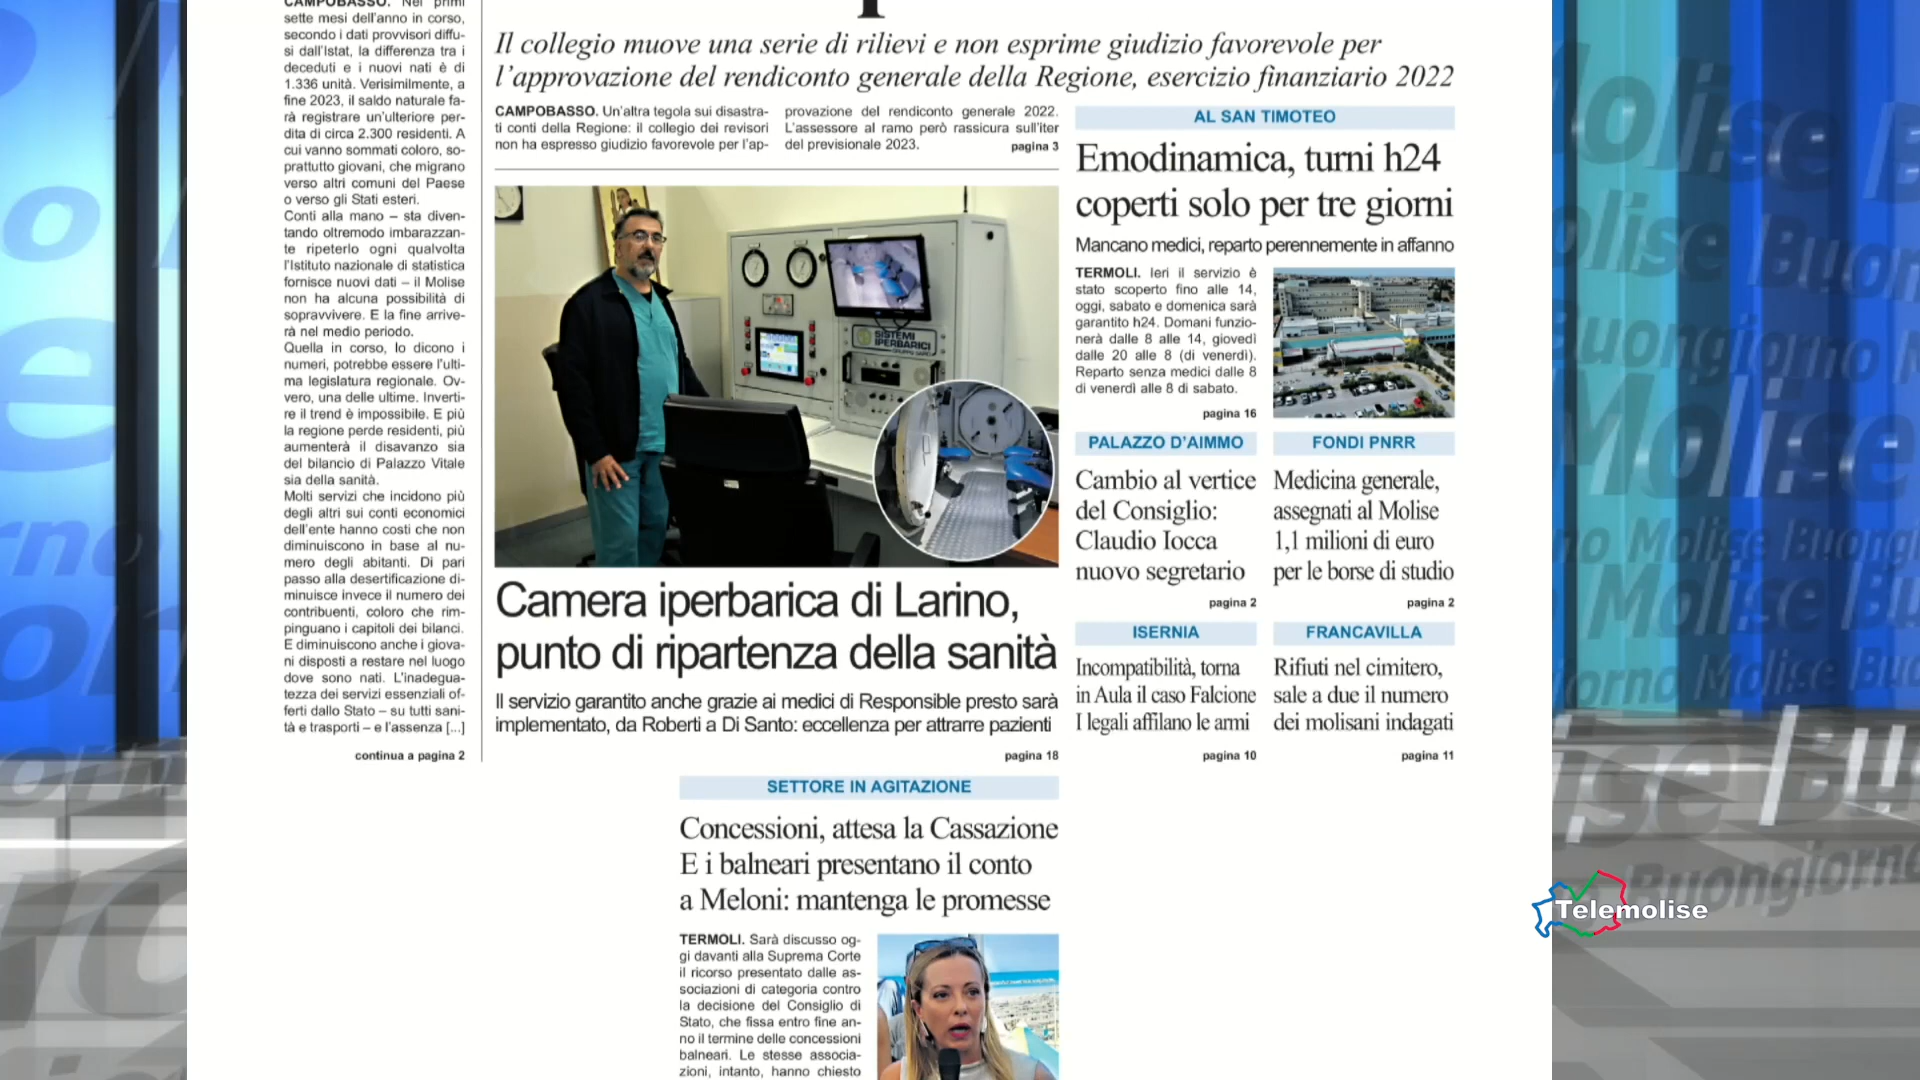 CAMPOBASSO. Nei primi
sette mesi dell'anno in corso,
secondo i dati provvisori diffu-
si dall'Istat, la differenza tra i
deceduti e i nuovi nati è di
1.336 unità. Verisimilmente, a
fine 2023, il saldo naturale fa-
rà registrare un'ulteriore per-
dita di circa 2.300 residenti. A
cui vanno sommati coloro, so-
prattutto giovani, che migrano
verso altri comuni del Paese
o verso gli Stati esteri.
Conti alla mano – sta diven-
tando oltremodo imbarazzan-
te ripeterlo ogni qualvolta
l'Istituto nazionale di statistica
fornisce nuovi dati – il Molise
non ha alcuna possibilità di
sopravvivere. E la fine arrive-
rà nel medio periodo.
Quella in corso, lo dicono i
numeri, potrebbe essere l'ulti-
ma legislatura regionale. Ov-
vero, una delle ultime. Inverti-
re il trend è impossibile. E più
la regione perde residenti, più
aumenterà il disavanzo sia
del bilancio di Palazzo Vitale
sia della sanità.
Molti servizi che incidono più
degli altri sui conti economici
dell'ente hanno costi che non
diminuiscono in base al nu-
mero degli abitanti. Di pari
passo alla desertificazione di-
minuisce invece il numero dei
contribuenti, coloro che rim-
pinguano i capitoli dei bilanci.
E diminuiscono anche i giova-
ni disposti a restare nel luogo
dove sono nati. L'inadegua-
tezza dei servizi essenziali of-
ferti dallo Stato – su tutti sani-
tà e trasporti – e l'assenza [...]
continua a pagina 2
Il collegio muove una serie di rilievi e non esprime giudizio favorevole per
l'approvazione del rendiconto generale della Regione, esercizio finanziario 2022
CAMPOBASSO. Un'altra tegola sui disastra-
ti conti della Regione: il collegio dei revisori
non ha espresso giudizio favorevole per l'ap-
provazione del rendiconto generale 2022.
L'assessore al ramo però rassicura sull'iter
del previsionale 2023.
pagina 3
SISTEMI
IPERBARICI
Camera iperbarica di Larino,
punto di ripartenza della sanità
Il servizio garantito anche grazie ai medici di Responsible presto sarà
implementato, da Roberti a Di Santo: eccellenza per attrarre pazienti
pagina 18
AL SAN TIMOTEO
Emodinamica, turni h24
coperti solo per tre giorni
Mancano medici, reparto perennemente in affanno
TERMOLI. Ieri il servizio è
stato scoperto fino alle 14,
oggi, sabato e domenica sarà
garantito h24. Domani funzio-
nerà dalle 8 alle 14, giovedì
dalle 20 alle 8 (di venerdì).
Reparto senza medici dalle 8
di venerdì alle 8 di sabato.
pagina 16
PALAZZO D'AIMMO
Cambio al vertice
del Consiglio:
Claudio Iocca
nuovo segretario
pagina 2
FONDI PNRR
Medicina generale,
assegnati al Molise
1,1 milioni di euro
per le borse di studio
pagina 2
ISERNIA
Incompatibilità, torna
in Aula il caso Falcione
I legali affilano le armi
pagina 10
FRANCAVILLA
Rifiuti nel cimitero,
sale a due il numero
dei molisani indagati
pagina 11
SETTORE IN AGITAZIONE
Concessioni, attesa la Cassazione
E i balneari presentano il conto
a Meloni: mantenga le promesse
TERMOLI. Sarà discusso og-
gi davanti alla Suprema Corte
il ricorso presentato dalle as-
sociazioni di categoria contro
la decisione del Consiglio di
Stato, che fissa entro fine an-
no il termine delle concessioni
balneari. Le stesse associa-
zioni, intanto, hanno chiesto
Telemolise
Buongiorno Molise